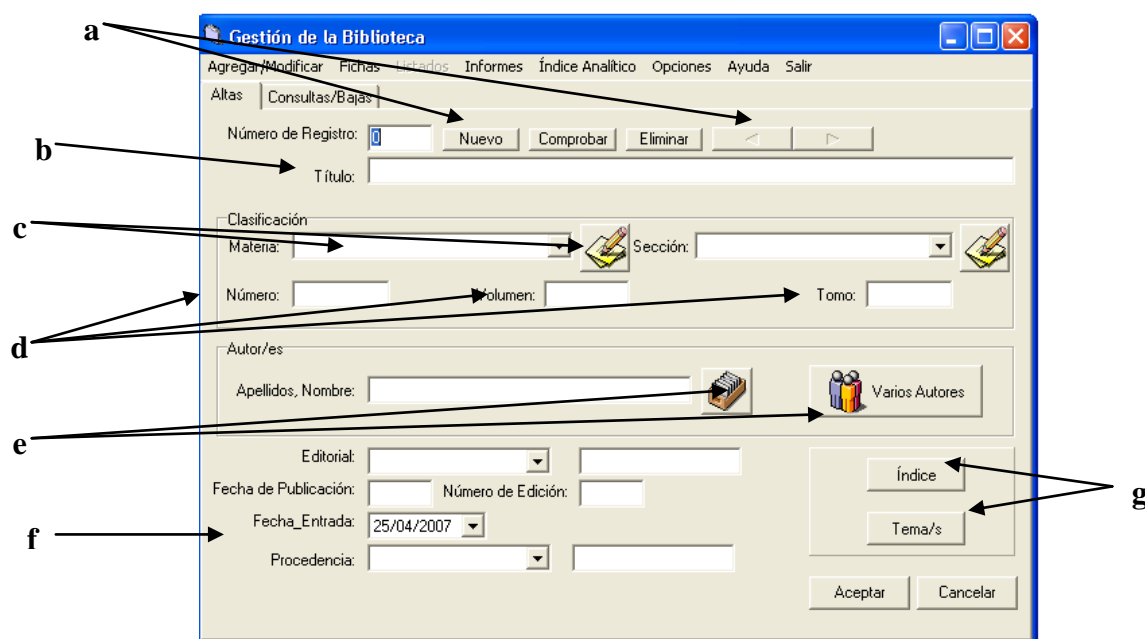 a
Gestión de la Biblioteca
Agregar/Modificar Fichas Listados Informes Índice Analítico Opciones Ayuda Salir
Altas Consultas/Bajas
Número de Registro: 0 Nuevo Comprobar Eliminar
b
Título:
Clasificación
c
Materia: Sección:
Número: Volumen: Tomo:
d
Autor/es
Apellidos, Nombre: Varios Autores
e
Editorial: Índice
Fecha de Publicación: Número de Edición:
g
Fecha_Entrada: 25/04/2007 Tema/s
f
Procedencia:
Aceptar Cancelar